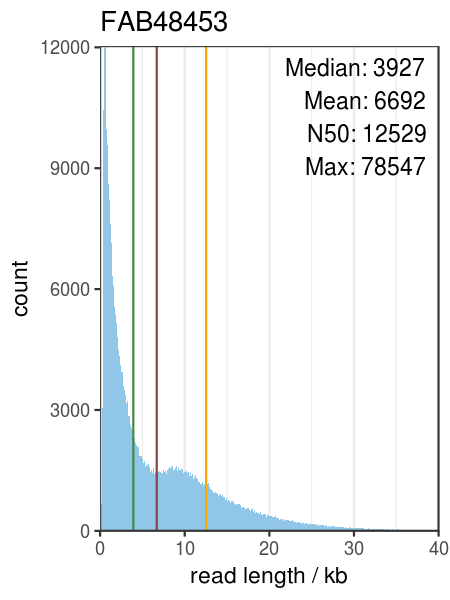 FAB48453
Median: 3927
Mean: 6692
N50: 12529
Max: 78547
12000
9000
6000
3000
0
count
0 10 20 30 40
read length / kb